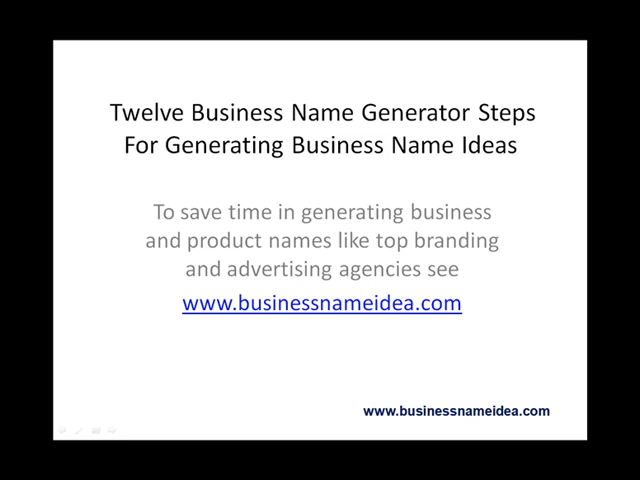 Twelve Business Name Generator Steps
For Generating Business Name Ideas
To save time in generating business
and product names like top branding
and advertising agencies see
www.businessnameidea.com
www.businessnameidea.com